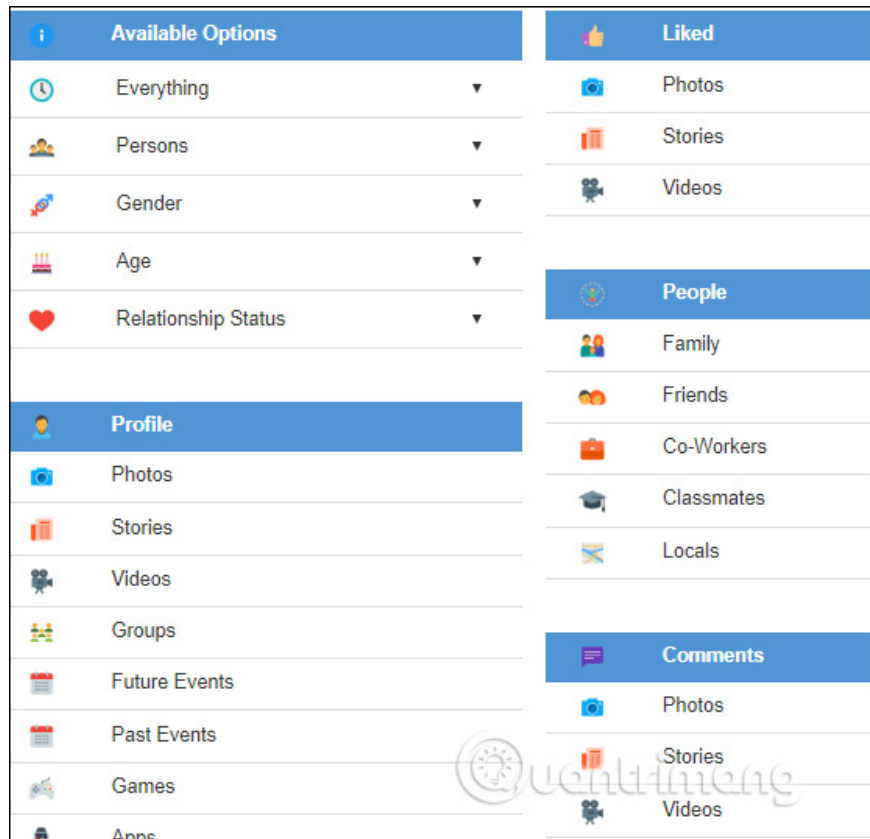 Available Options
Everything
Persons
Gender
Age
Relationship Status
Profile
Photos
Stories
Videos
Groups
Future Events
Past Events
Games
Apps
Liked
Photos
Stories
Videos
People
Family
Friends
Co-Workers
Classmates
Locals
Comments
Photos
Stories
Videos
Quantrimang